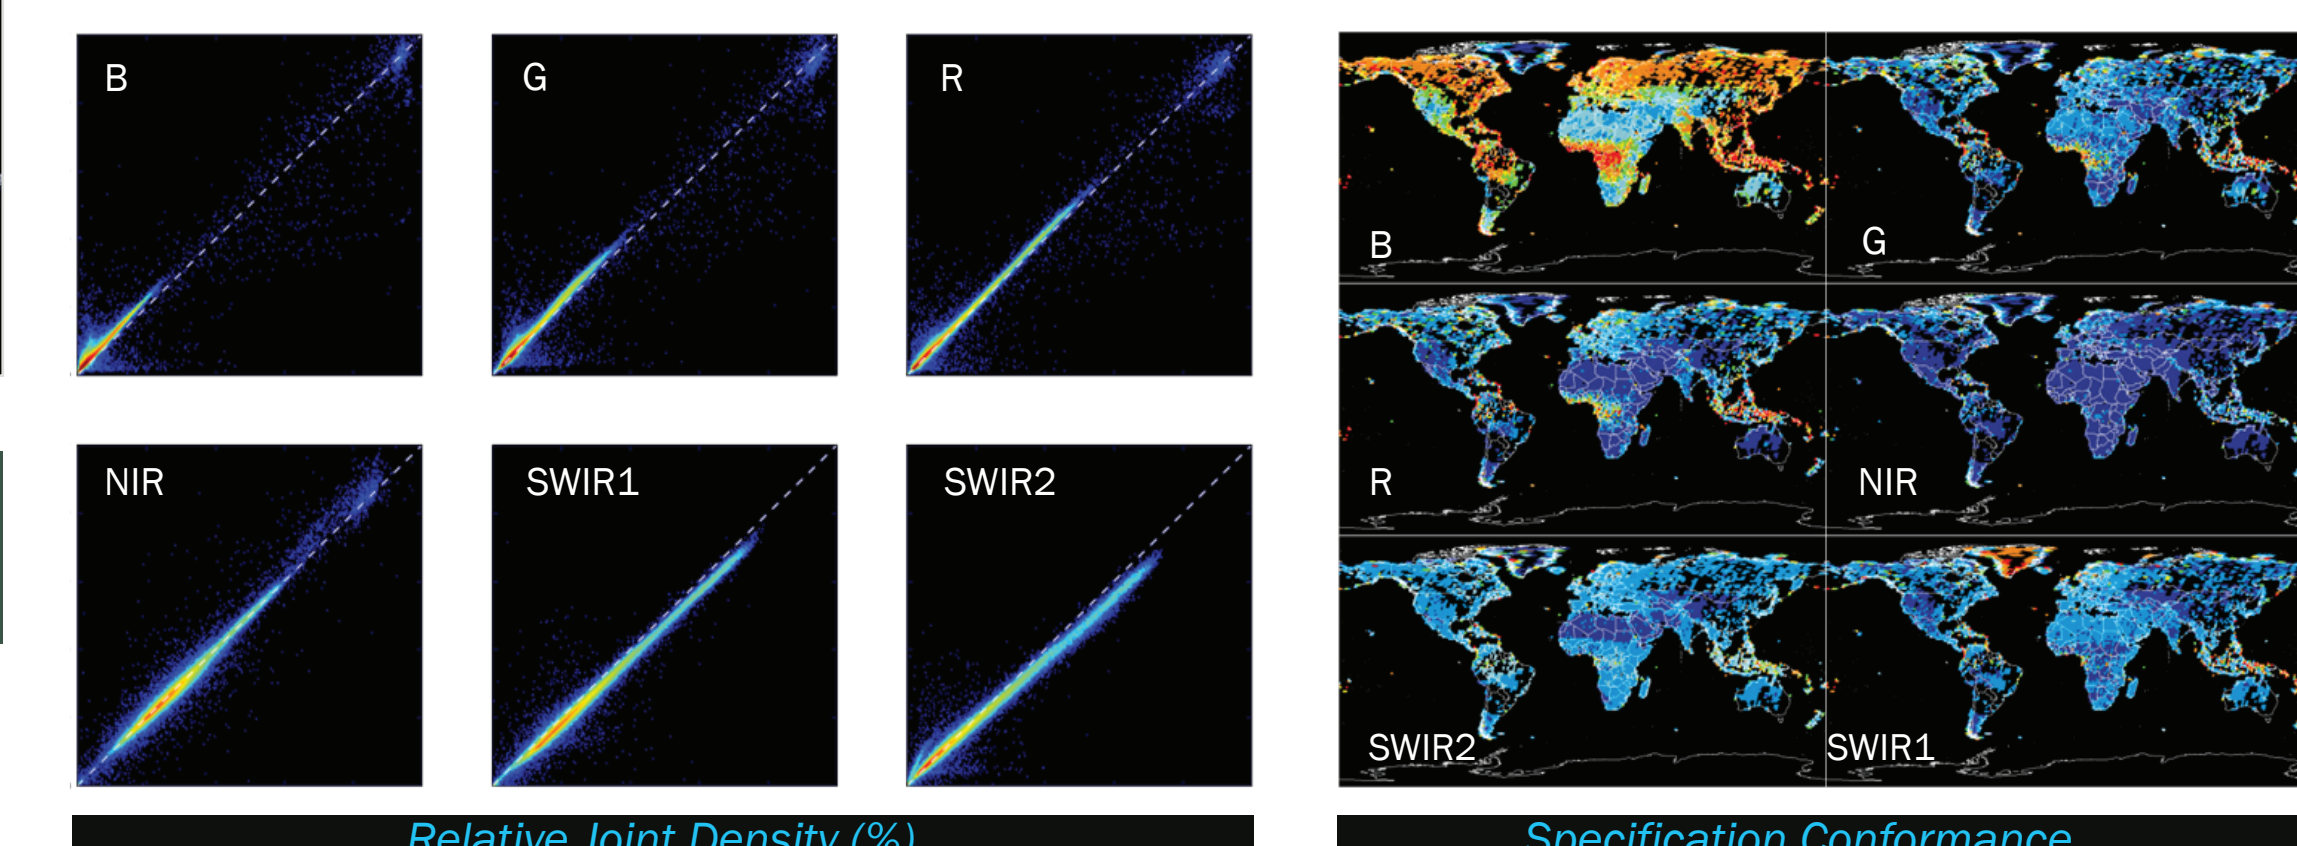 B
G
R
NIR
SWIR1
SWIR2
Relative Joint Density (%)
B
G
R
NIR
SWIR2
SWIR1
Specification Conformance